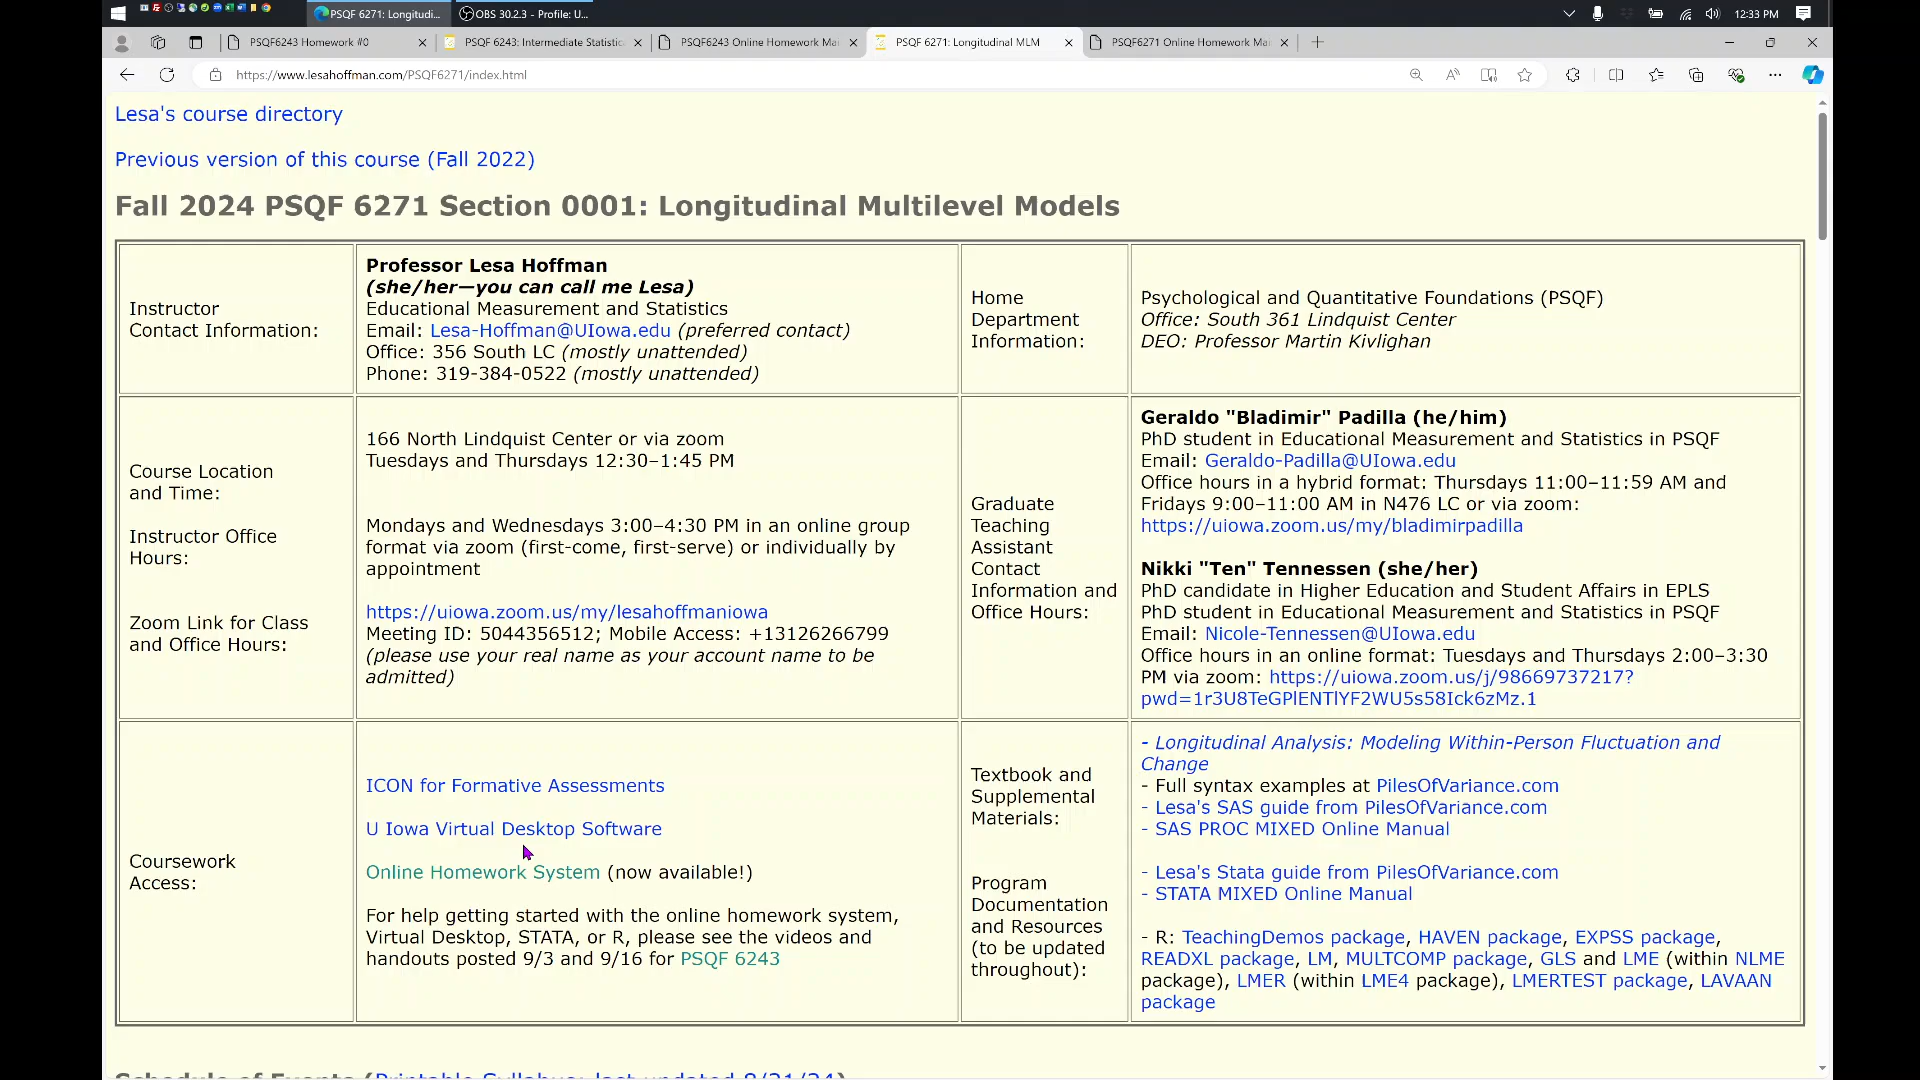 PSQF 6271: Longitudi...
OBS 30.2.3 - Profile: U...
12:33 PM
PSQF6243 Homework #0
PSQF 6243: Intermediate Statistic
PSQF6243 Online Homework Ma
PSQF 6271: Longitudinal MLM
PSQF6271 Online Homework Ma
https://www.lesahoffman.com/PSQF6271/index.html
Lesa's course directory
Previous version of this course (Fall 2022)
Fall 2024 PSQF 6271 Section 0001: Longitudinal Multilevel Models
Instructor
Contact Information:
Professor Lesa Hoffman
(she/her—you can call me Lesa)
Educational Measurement and Statistics
Email: Lesa-Hoffman@UIowa.edu (preferred contact)
Office: 356 South LC (mostly unattended)
Phone: 319-384-0522 (mostly unattended)
Home
Department
Information:
Psychological and Quantitative Foundations (PSQF)
Office: South 361 Lindquist Center
DEO: Professor Martin Kivlighan
Course Location
and Time:
Instructor Office
Hours:
Zoom Link for Class
and Office Hours:
166 North Lindquist Center or via zoom
Tuesdays and Thursdays 12:30–1:45 PM
Mondays and Wednesdays 3:00–4:30 PM in an online group
format via zoom (first-come, first-serve) or individually by
appointment
https://uiowa.zoom.us/my/lesahoffmaniowa
Meeting ID: 5044356512; Mobile Access: +13126266799
(please use your real name as your account name to be
admitted)
Graduate
Teaching
Assistant
Contact
Information and
Office Hours:
Geraldo "Bladimir" Padilla (he/him)
PhD student in Educational Measurement and Statistics in PSQF
Email: Geraldo-Padilla@UIowa.edu
Office hours in a hybrid format: Thursdays 11:00–11:59 AM and
Fridays 9:00–11:00 AM in N476 LC or via zoom:
https://uiowa.zoom.us/my/bladimirpadilla
Nikki "Ten" Tennessen (she/her)
PhD candidate in Higher Education and Student Affairs in EPLS
PhD student in Educational Measurement and Statistics in PSQF
Email: Nicole-Tennessen@UIowa.edu
Office hours in an online format: Tuesdays and Thursdays 2:00–3:30
PM via zoom: https://uiowa.zoom.us/j/98669737217?
pwd=1r3U8TeGPlENTlYF2WU5s58Ick6zMz.1
Coursework
Access:
ICON for Formative Assessments
U Iowa Virtual Desktop Software
Online Homework System (now available!)
For help getting started with the online homework system,
Virtual Desktop, STATA, or R, please see the videos and
handouts posted 9/3 and 9/16 for PSQF 6243
Textbook and
Supplemental
Materials:
Program
Documentation
and Resources
(to be updated
throughout):
- Longitudinal Analysis: Modeling Within-Person Fluctuation and
Change
- Full syntax examples at PilesOfVariance.com
- Lesa's SAS guide from PilesOfVariance.com
- SAS PROC MIXED Online Manual
- Lesa's Stata guide from PilesOfVariance.com
- STATA MIXED Online Manual
- R: TeachingDemos package, HAVEN package, EXPSS package,
READXL package, LM, MULTCOMP package, GLS and LME (within NLME
package), LMER (within LME4 package), LMERTEST package, LAVAAN
package
Schedule of Events (Printable Syllabus; last updated 8/21/24)